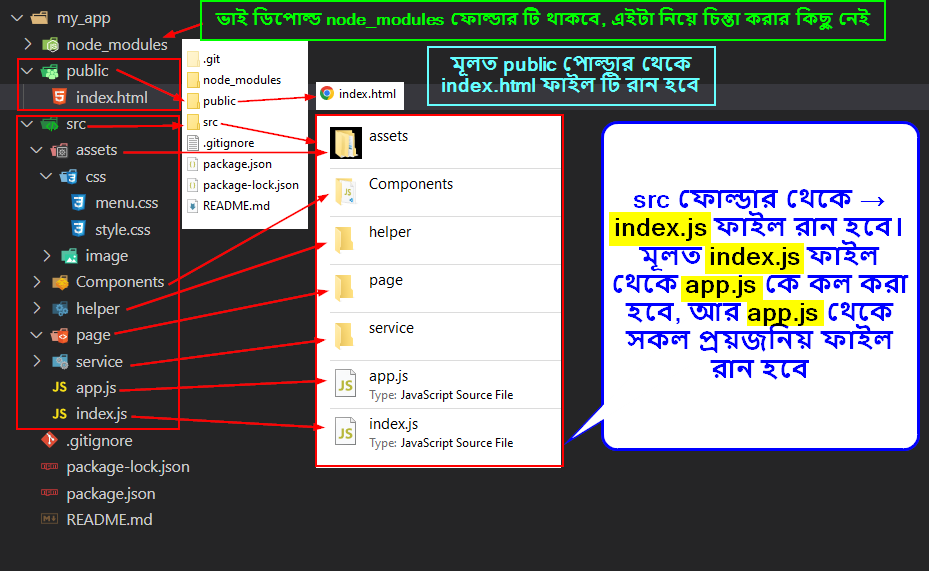 my_app
node_modules
public
index.html
src
assets
css
menu.css
style.css
image
Components
helper
page
service
JS app.js
JS index.js
.gitignore
package-lock.json
package.json
README.md
ভাই ডিপোল্ড node_modules ফোল্ডার টি থাকবে, এইটা নিয়ে চিন্তা করার কিছু নেই
.git
node_modules
public
src
.gitignore
package.json
package-lock.json
README.md
index.html
মূলত public পোল্ডার থেকে
index.html ফাইল টি রান হবে
assets
Components
helper
page
service
app.js
Type: JavaScript Source File
index.js
Type: JavaScript Source File
src ফোল্ডার থেকে →
index.js ফাইল রান হবে।
মূলত index.js ফাইল
থেকে app.js কে কল করা
হবে, আর app.js থেকে
সকল প্রয়জনিয় ফাইল
রান হবে